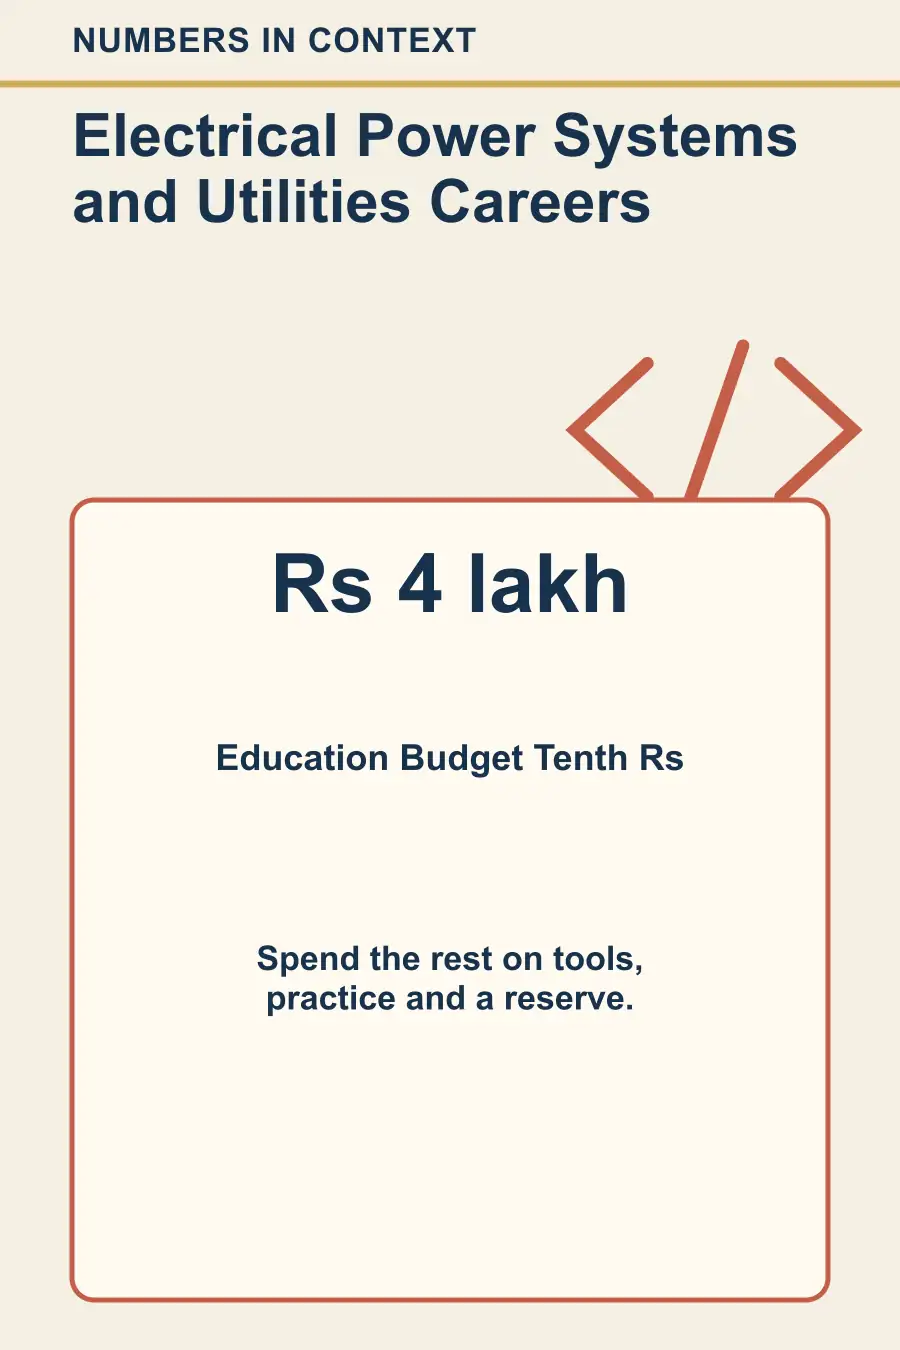 NUMBERS IN CONTEXT
Electrical Power Systems
and Utilities Careers
Rs 4 lakh
Education Budget Tenth Rs
Spend the rest on tools,
practice and a reserve.